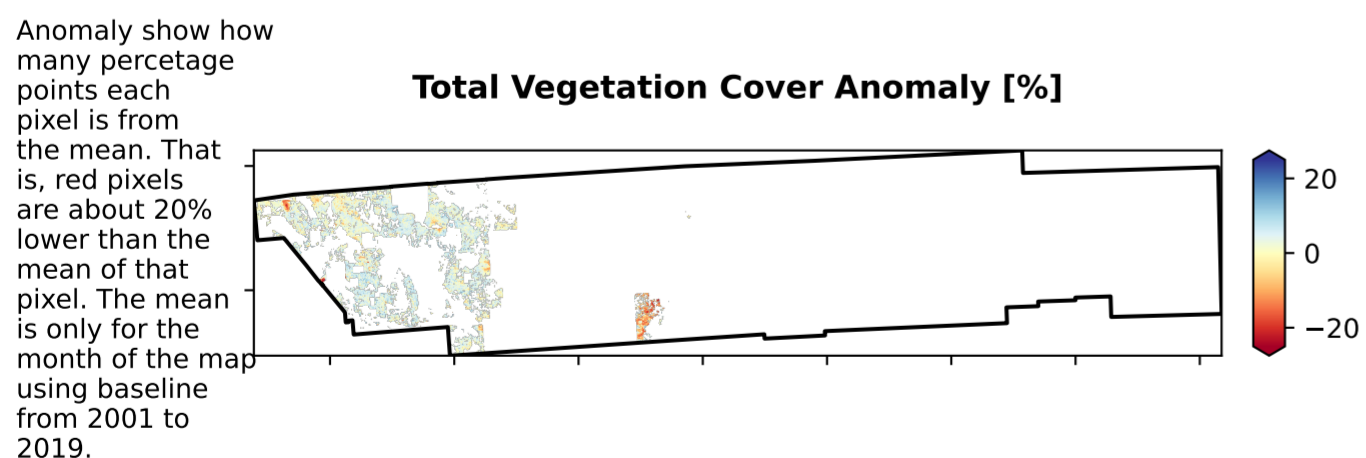 Anomaly show how
many percetage
points each
pixel is from
the mean. That
is, red pixels
are about 20%
lower than the
mean of that
pixel. The mean
is only for the
month of the map
using baseline
from 2001 to
2019.
Total Vegetation Cover Anomaly [%]
20
0
−20